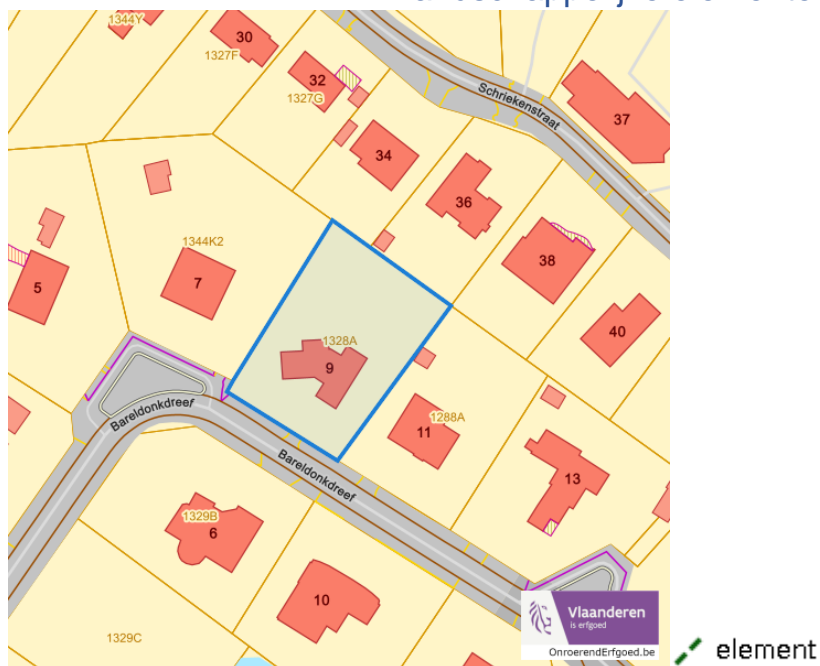 1344Y
30
1327F
32
1327G
Schriekenstraat
37
34
36
1344K2
38
5
7
40
1328A
9
Bareldonkdreef
1288A
11
Bareldonkdreef
13
1329B
6
10
Vlaanderen
is erfgoed
OnroerendErfgoed.be
element
1329C